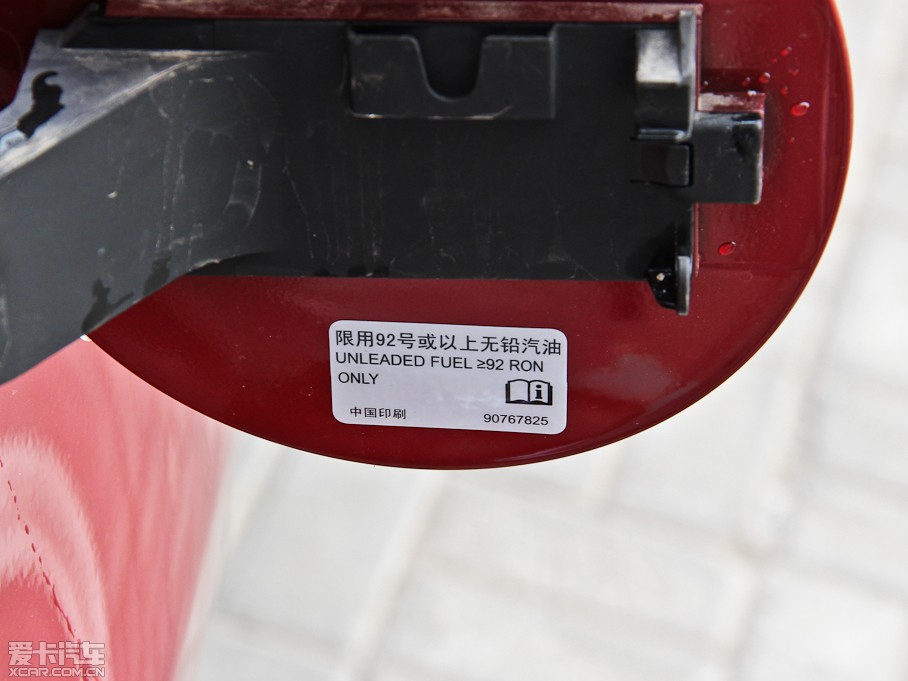 限用92号或以上无铅汽油
UNLEADED FUEL ≥92 RON
ONLY
中国印刷 90767825
爱卡汽车
XCAR.COM.CN